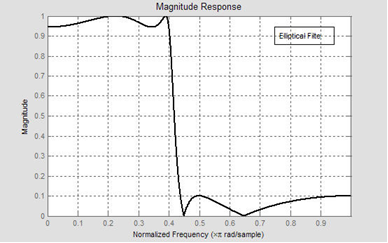 Magnitude Response
1
0.9
0.8
0.7
0.6
0.5
0.4
0.3
0.2
0.1
0
Magnitude
Elliptical Filte
0 0.1 0.2 0.3 0.4 0.5 0.6 0.7 0.8 0.9
Normalized Frequency (×π rad/sample)